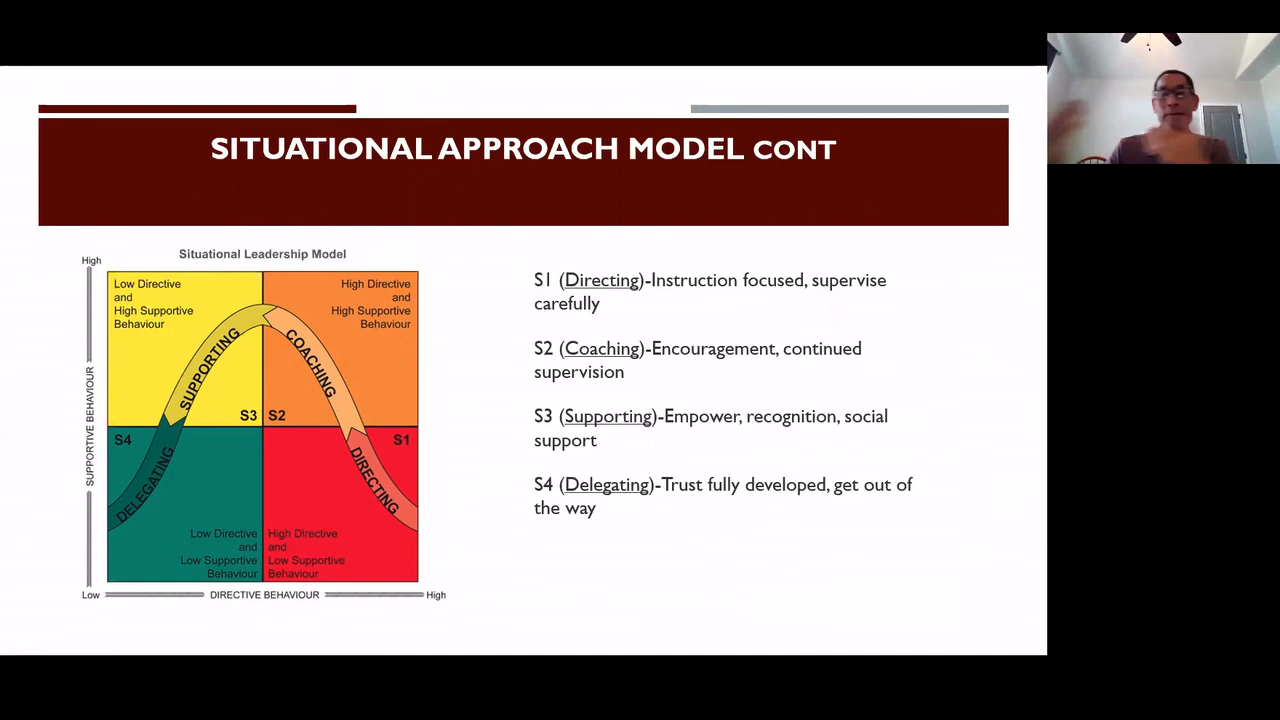 SITUATIONAL APPROACH MODEL CONT
Situational Leadership Model
High
Low Directive
and
High Supportive
Behaviour
High Directive
and
High Supportive
Behaviour
SUPPORTING
COACHING
S3
S2
S4
S1
DELEGATING
DIRECTING
Low Directive
and
Low Supportive
Behaviour
High Directive
and
Low Supportive
Behaviour
SUPPORTIVE BEHAVIOUR
Low
DIRECTIVE BEHAVIOUR
High
S1 (Directing)-Instruction focused, supervise
carefully
S2 (Coaching)-Encouragement, continued
supervision
S3 (Supporting)-Empower, recognition, social
support
S4 (Delegating)-Trust fully developed, get out of
the way